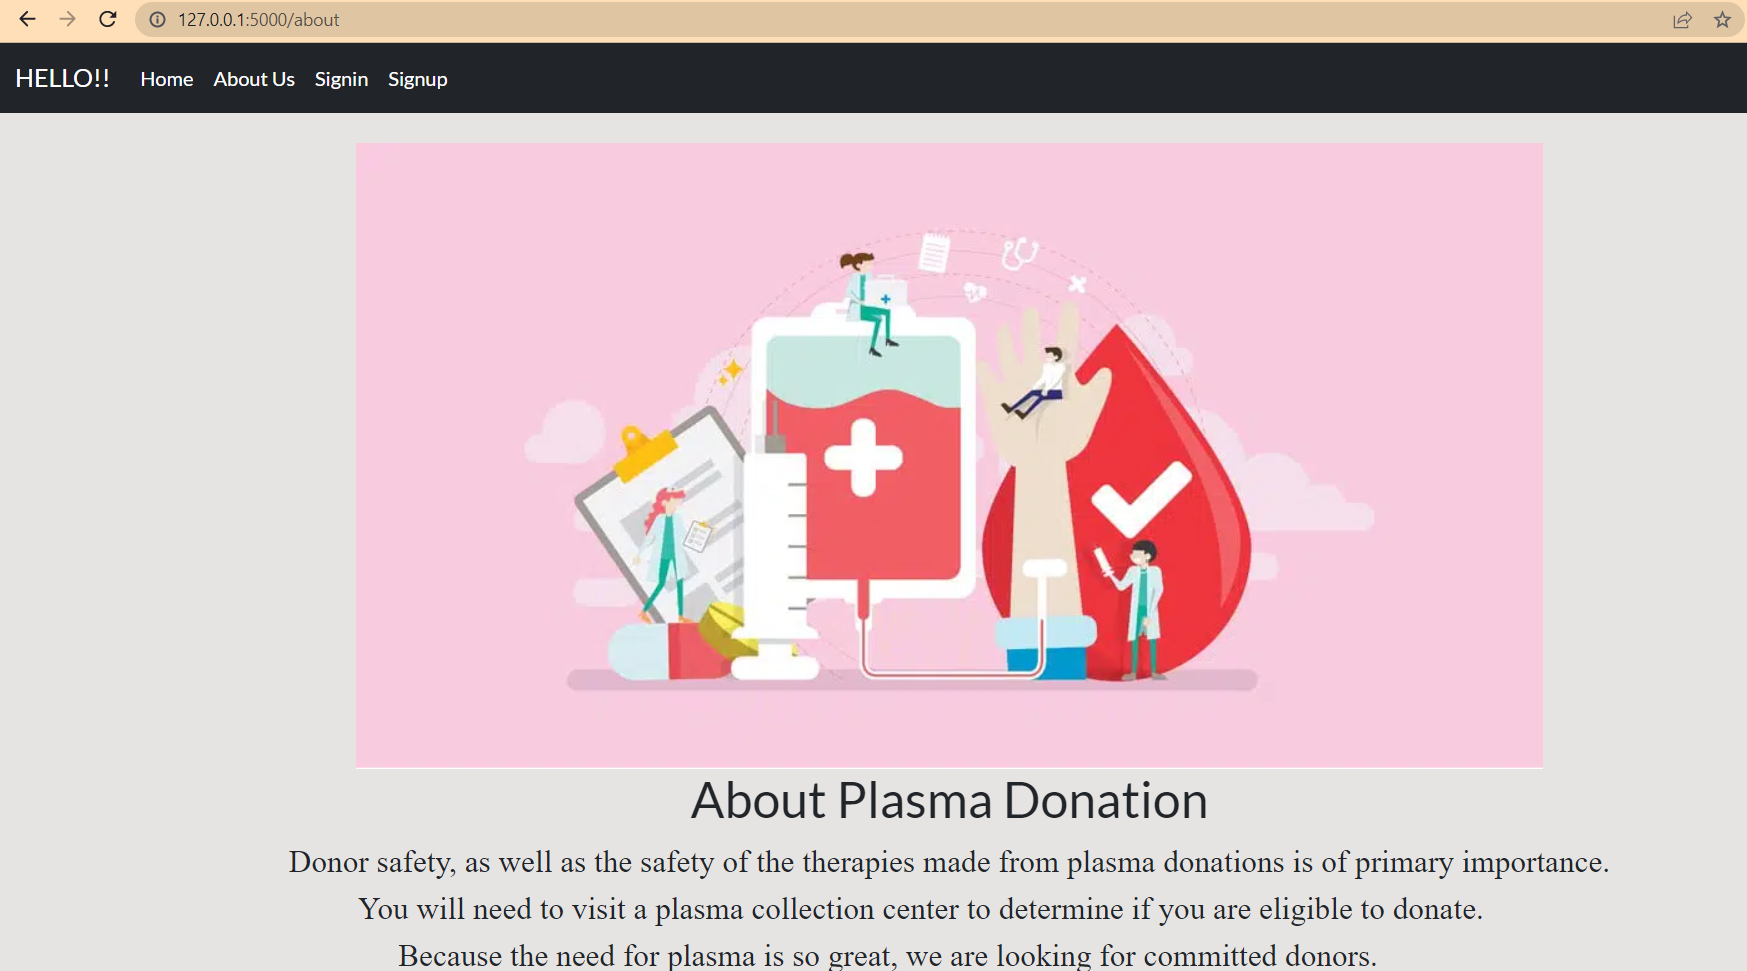 127.0.0.1:5000/about
HELLO!! Home About Us Signin Signup
About Plasma Donation
Donor safety, as well as the safety of the therapies made from plasma donations is of primary importance.
You will need to visit a plasma collection center to determine if you are eligible to donate.
Because the need for plasma is so great, we are looking for committed donors.